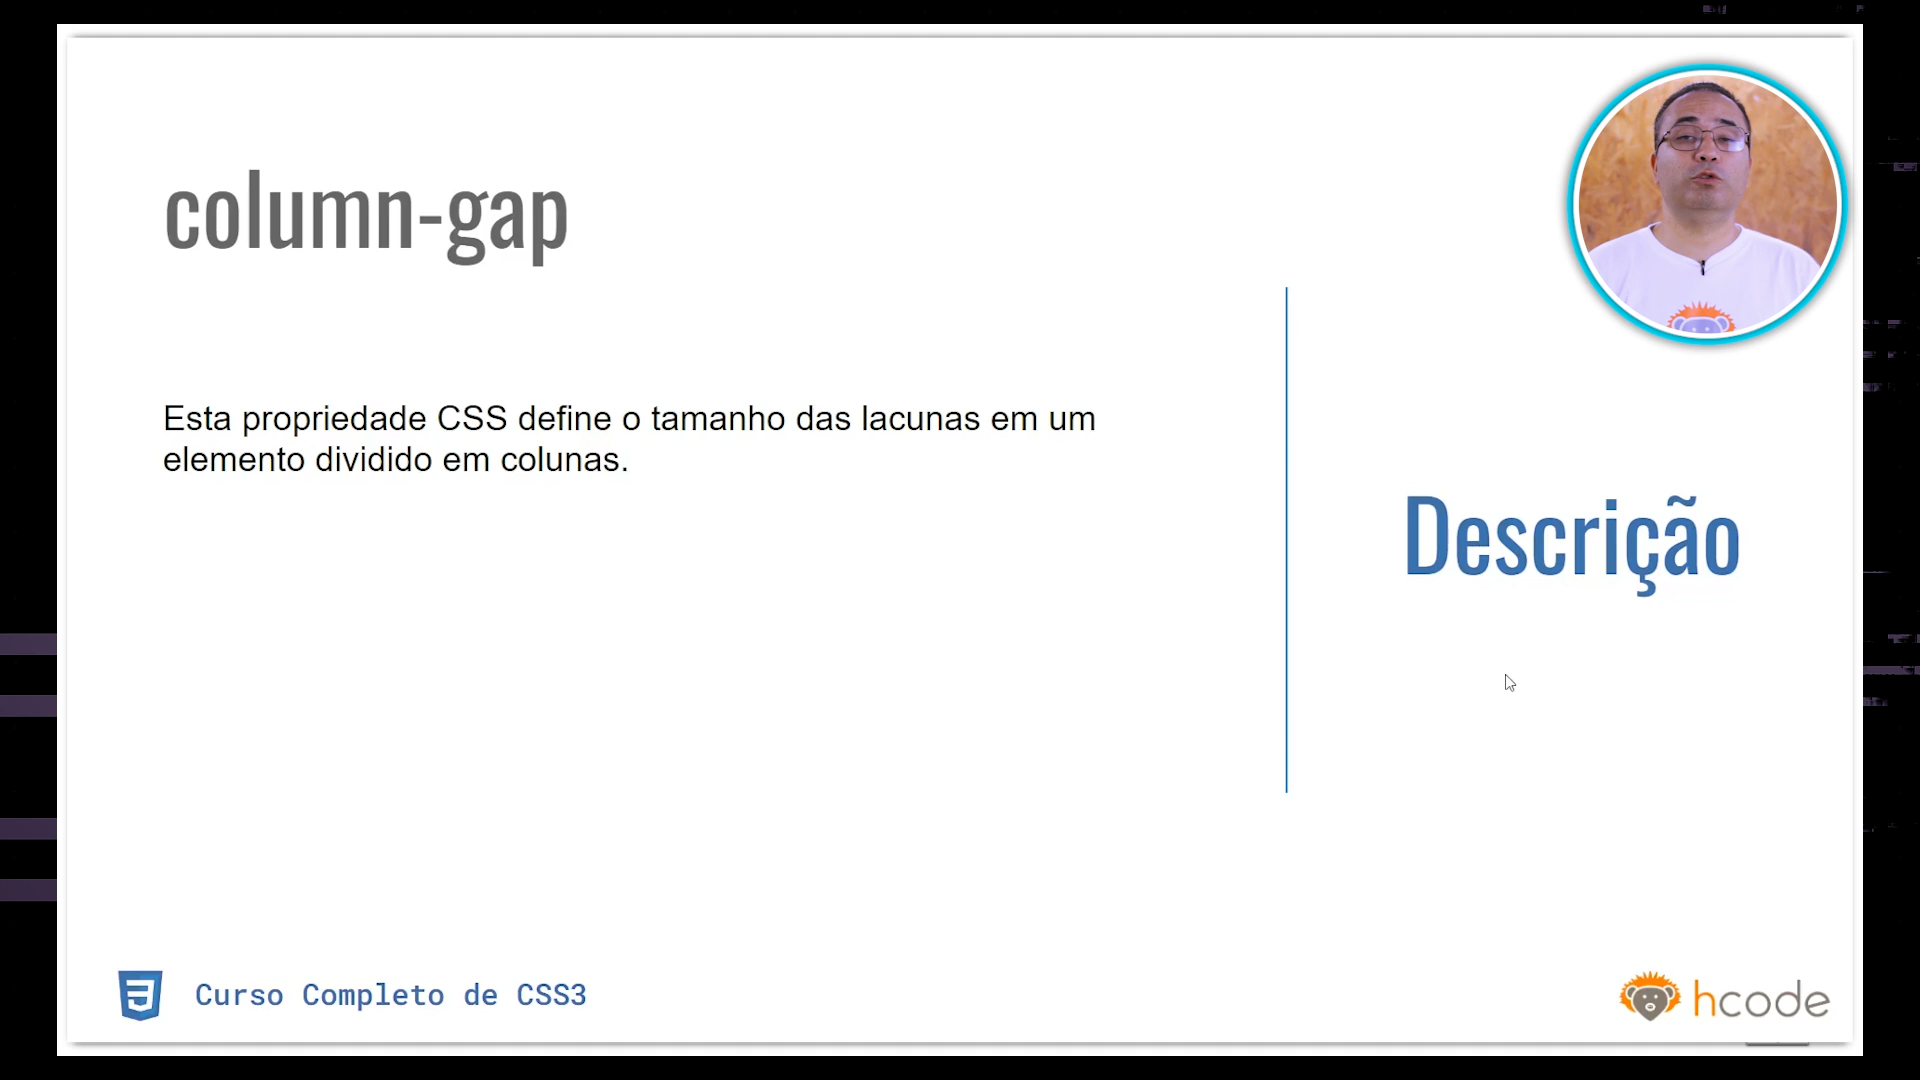 column-gap
Esta propriedade CSS define o tamanho das lacunas em um
elemento dividido em colunas.
Descrição
Curso Completo de CSS3
hcode